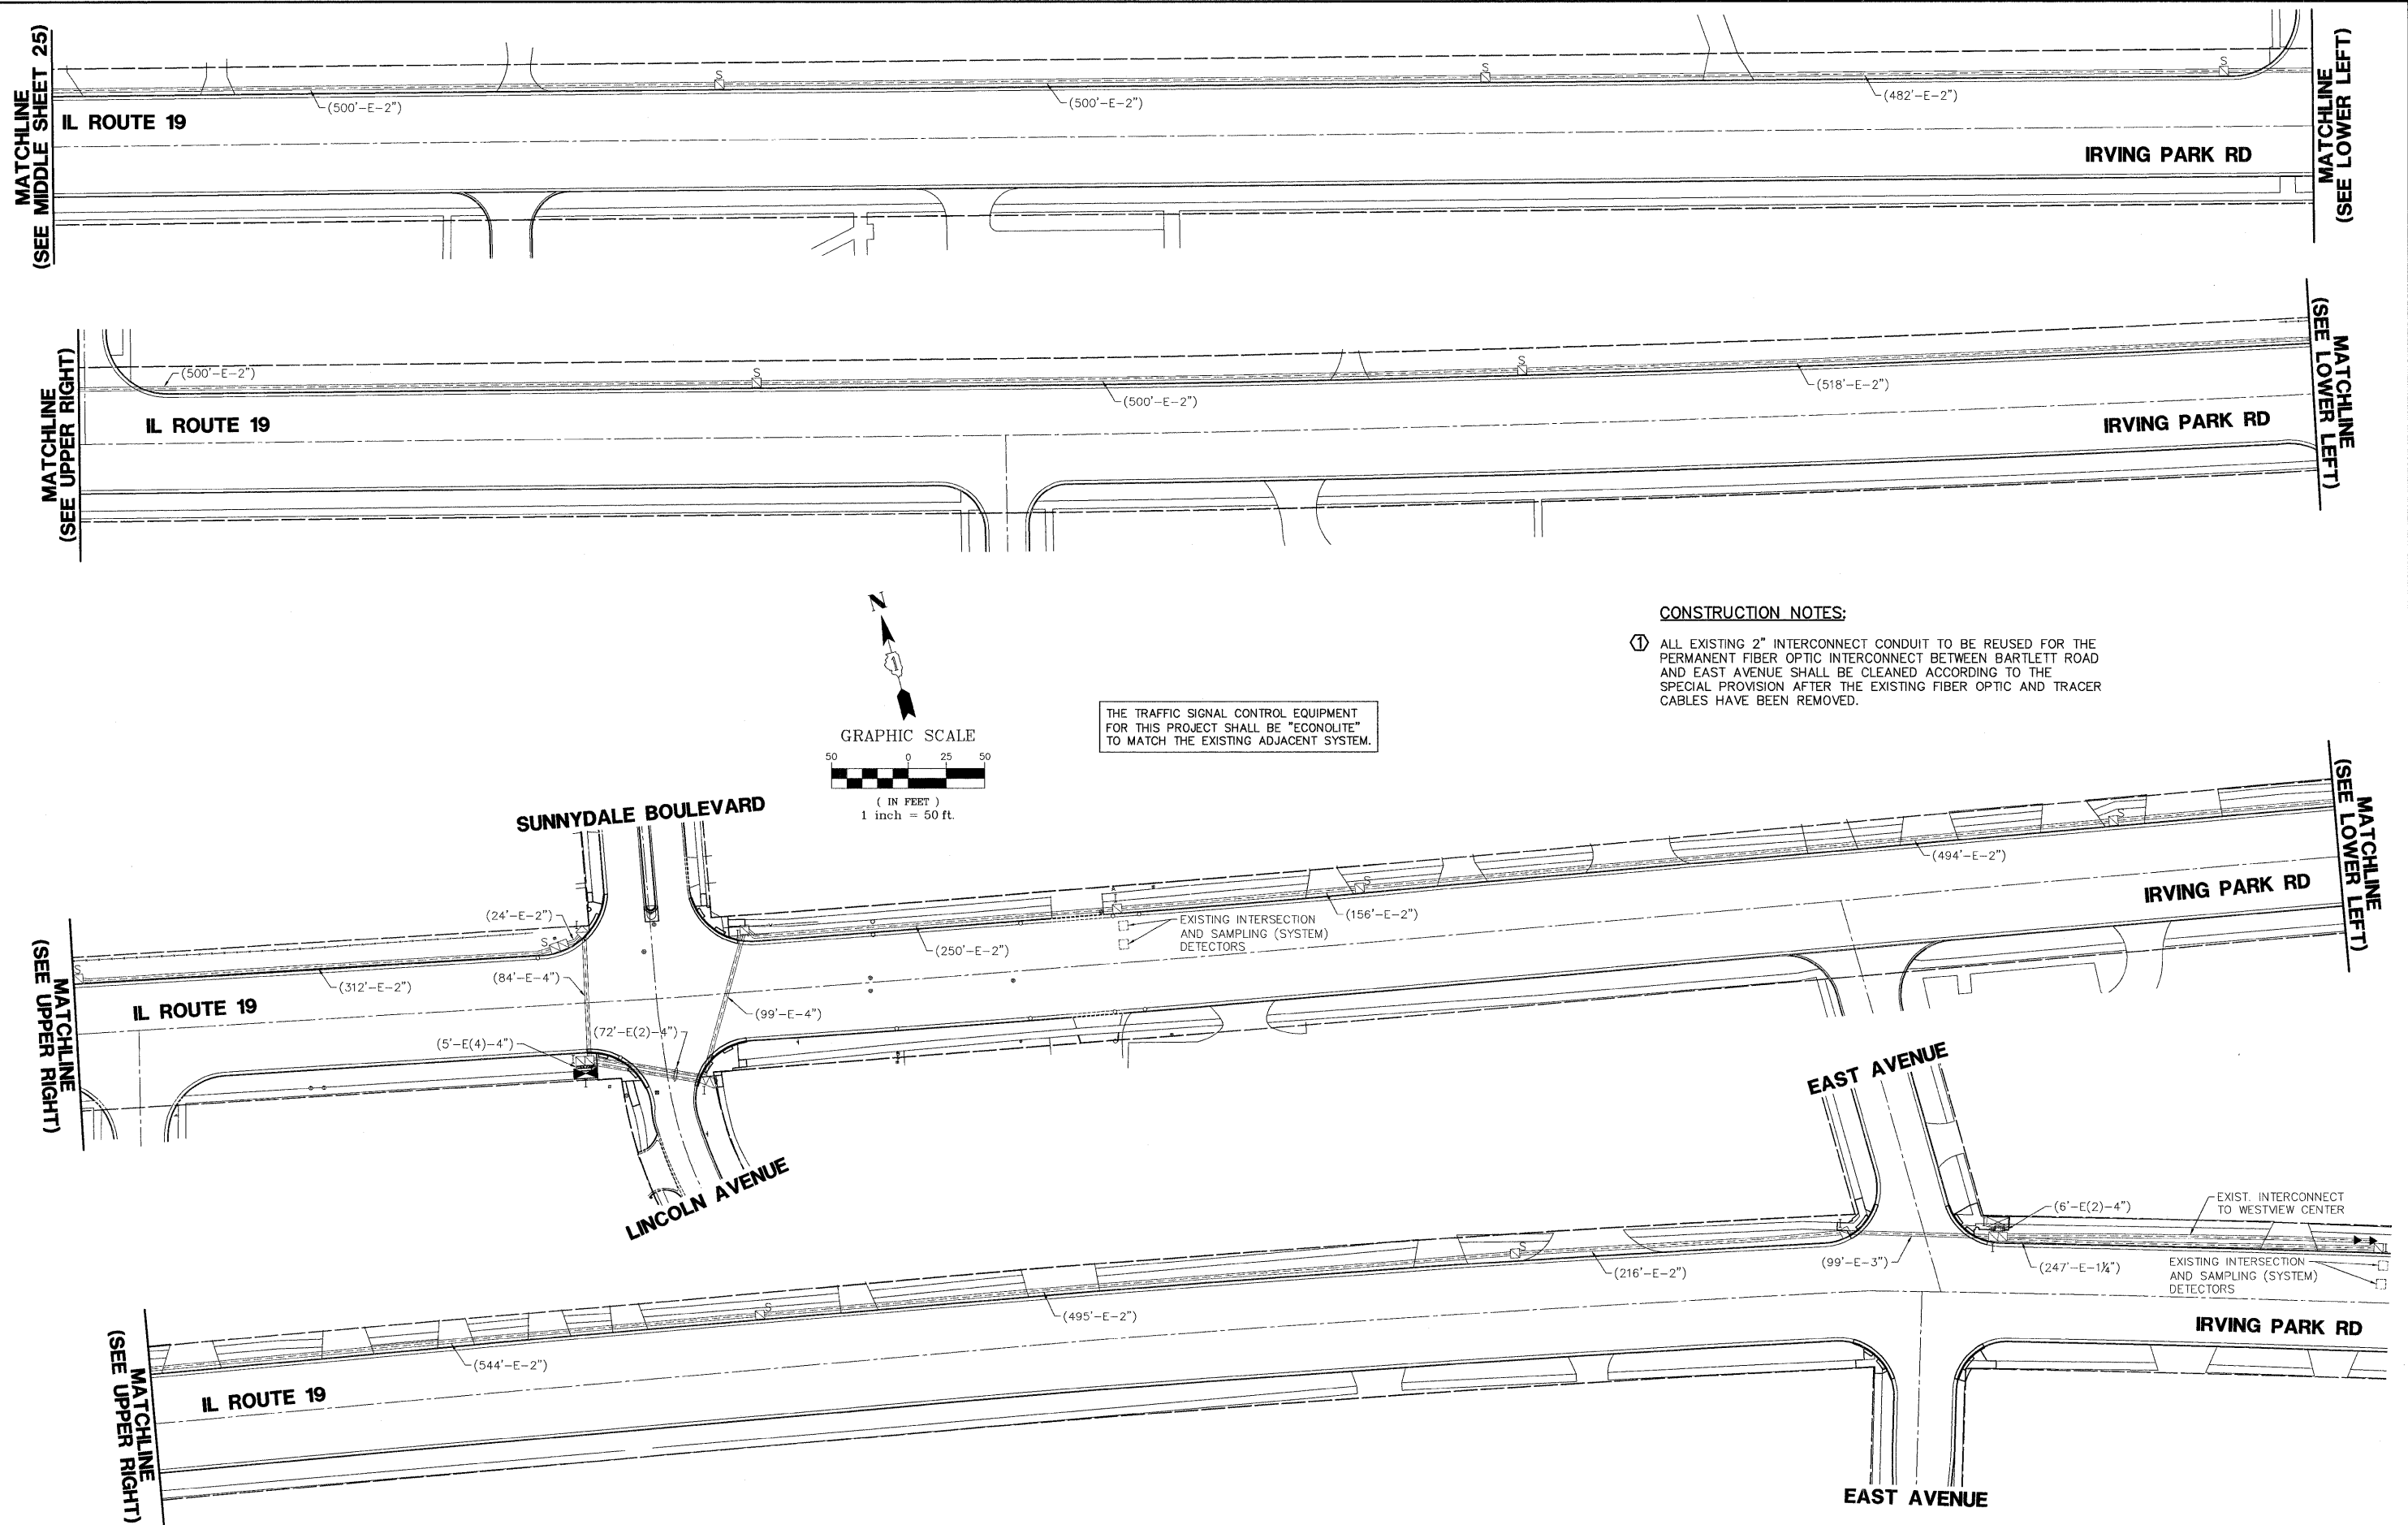 MATCHLINE
(SEE MIDDLE SHEET 25)
IL ROUTE 19
(500'-E-2")
S
(500'-E-2")
S
(482'-E-2")
S
IRVING PARK RD
MATCHLINE
(SEE LOWER LEFT)
MATCHLINE
(SEE UPPER RIGHT)
(500'-E-2")
IL ROUTE 19
S
(500'-E-2")
S
(518'-E-2")
IRVING PARK RD
MATCHLINE
(SEE LOWER LEFT)
N
1
GRAPHIC SCALE
50 0 25 50
( IN FEET )
1 inch = 50 ft.
THE TRAFFIC SIGNAL CONTROL EQUIPMENT
FOR THIS PROJECT SHALL BE "ECONOLITE"
TO MATCH THE EXISTING ADJACENT SYSTEM.
CONSTRUCTION NOTES:
1 ALL EXISTING 2" INTERCONNECT CONDUIT TO BE REUSED FOR THE
PERMANENT FIBER OPTIC INTERCONNECT BETWEEN BARTLETT ROAD
AND EAST AVENUE SHALL BE CLEANED ACCORDING TO THE
SPECIAL PROVISION AFTER THE EXISTING FIBER OPTIC AND TRACER
CABLES HAVE BEEN REMOVED.
MATCHLINE
(SEE UPPER RIGHT)
S
IL ROUTE 19
(312'-E-2")
SUNNYDALE BOULEVARD
(24'-E-2")
S
I
(84'-E-4")
(72'-E(2)-4")
(5'-E(4)-4")
I
(99'-E-4")
I
LINCOLN AVENUE
(250'-E-2")
I
EXISTING INTERSECTION
AND SAMPLING (SYSTEM)
DETECTORS
S
(156'-E-2")
(494'-E-2")
S
IRVING PARK RD
MATCHLINE
(SEE LOWER LEFT)
MATCHLINE
(SEE UPPER RIGHT)
IL ROUTE 19
(544'-E-2")
S
(495'-E-2")
S
(216'-E-2")
EAST AVENUE
I
(99'-E-3")
I
(6'-E(2)-4")
(247'-E-1¼")
EXIST. INTERCONNECT
TO WESTVIEW CENTER
EXISTING INTERSECTION
AND SAMPLING (SYSTEM)
DETECTORS
IRVING PARK RD
EAST AVENUE